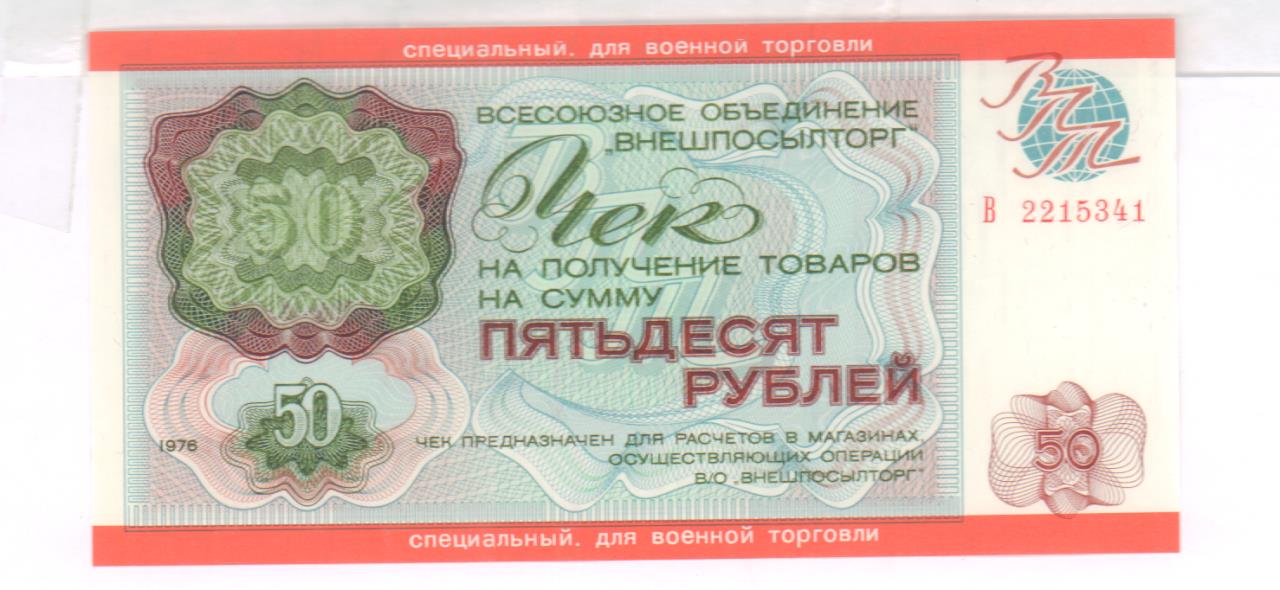 специальный. для военной торговли
ВПТ
ВСЕСОЮЗНОЕ ОБЪЕДИНЕНИЕ
„ВНЕШПОСЫЛТОРГ"
В 2215341
50
Чек
НА ПОЛУЧЕНИЕ ТОВАРОВ
НА СУММУ
ПЯТЬДЕСЯТ
РУБЛЕЙ
50
50
1976
ЧЕК ПРЕДНАЗНАЧЕН ДЛЯ РАСЧЕТОВ В МАГАЗИНАХ,
ОСУЩЕСТВЛЯЮЩИХ ОПЕРАЦИИ
В/О „ВНЕШПОСЫЛТОРГ"
специальный. для военной торговли